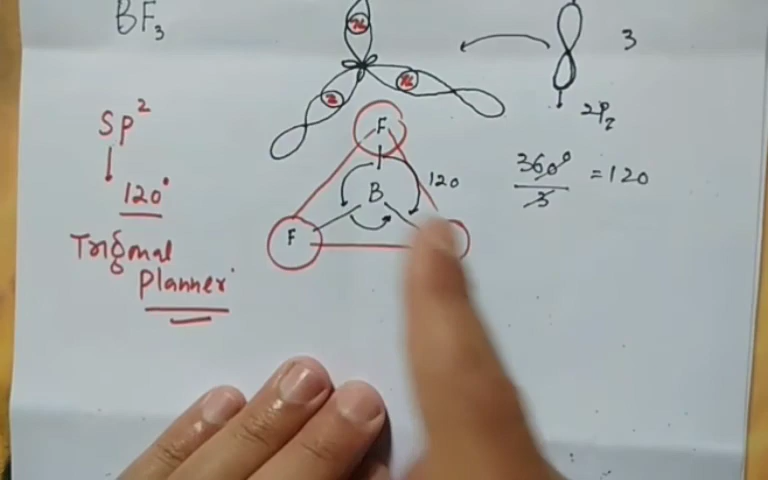 BF3
3
2pz
Sp2
120°
Trigonal
planner
F
120
B
F
360°/3 = 120